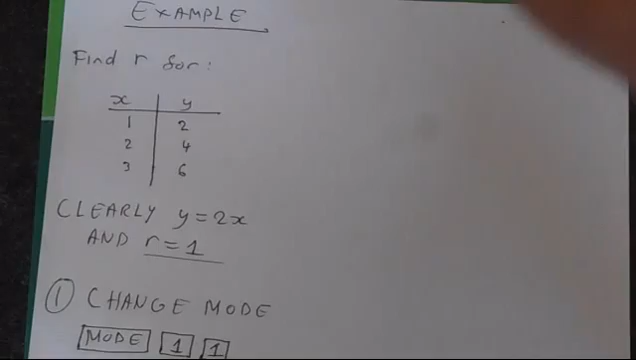 EXAMPLE
Find r for:
x y
1 2
2 4
3 6
CLEARLY y=2x
AND r=1
① CHANGE MODE
MODE 1 1